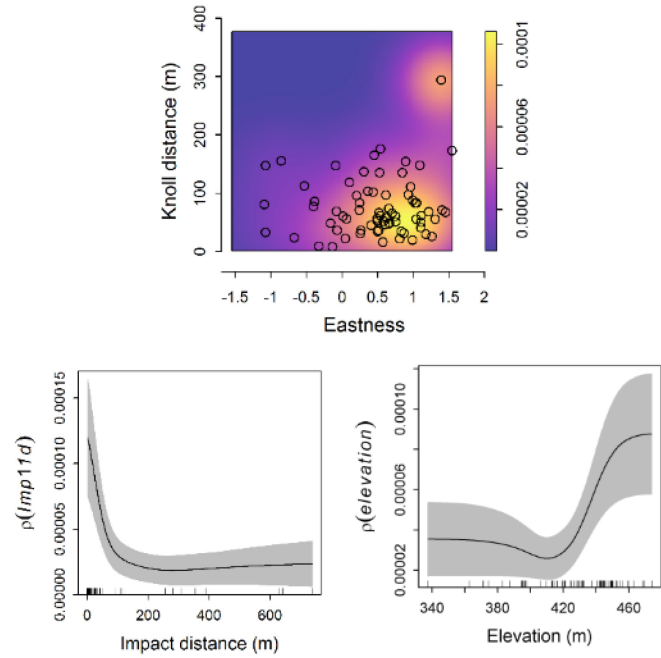 400
300
200
100
0
Knoll distance (m)
-1.5 -1 -0.5 0 0.5 1 1.5 2
Eastness
0.0001
0.00006
0.00002
0.00015
0.00010
0.00005
0.00000
ρ(Imp11d)
0 200 400 600
Impact distance (m)
0.00010
0.00006
0.00002
ρ(elevation)
340 380 420 460
Elevation (m)